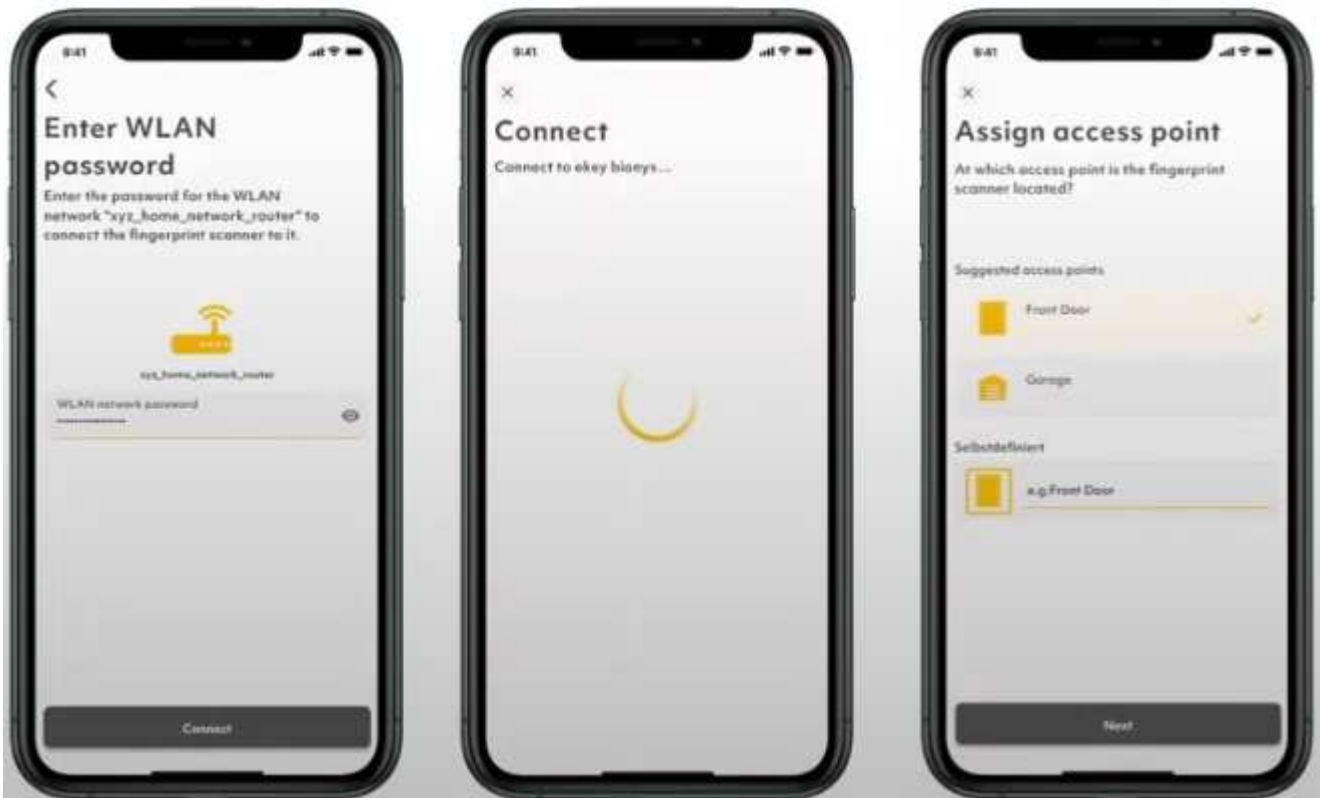 9:41
Enter WLAN
password
Enter the password for the WLAN
network "xyz_home_network_router" to
connect the fingerprint scanner to it.
xyz_home_network_router
WLAN network password
Connect
9:41
Connect
Connect to ekey bionyx...
9:41
Assign access point
At which access point is the fingerprint
scanner located?
Suggested access points
Front Door
Garage
Selbstdefiniert
e.g.Front Door
Next